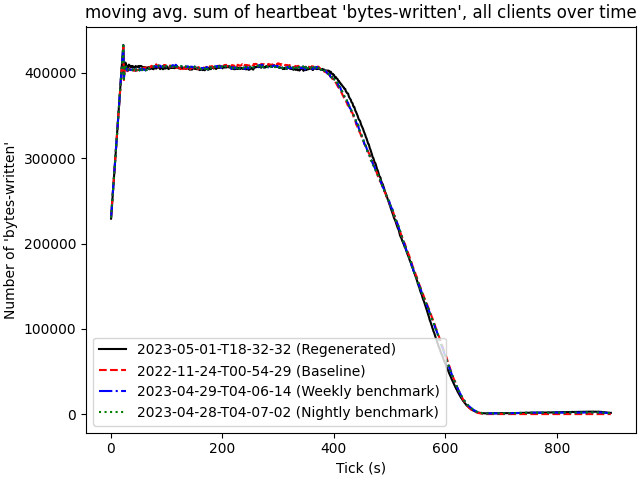 moving avg. sum of heartbeat 'bytes-written', all clients over time
Number of 'bytes-written'
400000
300000
200000
100000
0
2023-05-01-T18-32-32 (Regenerated)
2022-11-24-T00-54-29 (Baseline)
2023-04-29-T04-06-14 (Weekly benchmark)
2023-04-28-T04-07-02 (Nightly benchmark)
0 200 400 600 800
Tick (s)